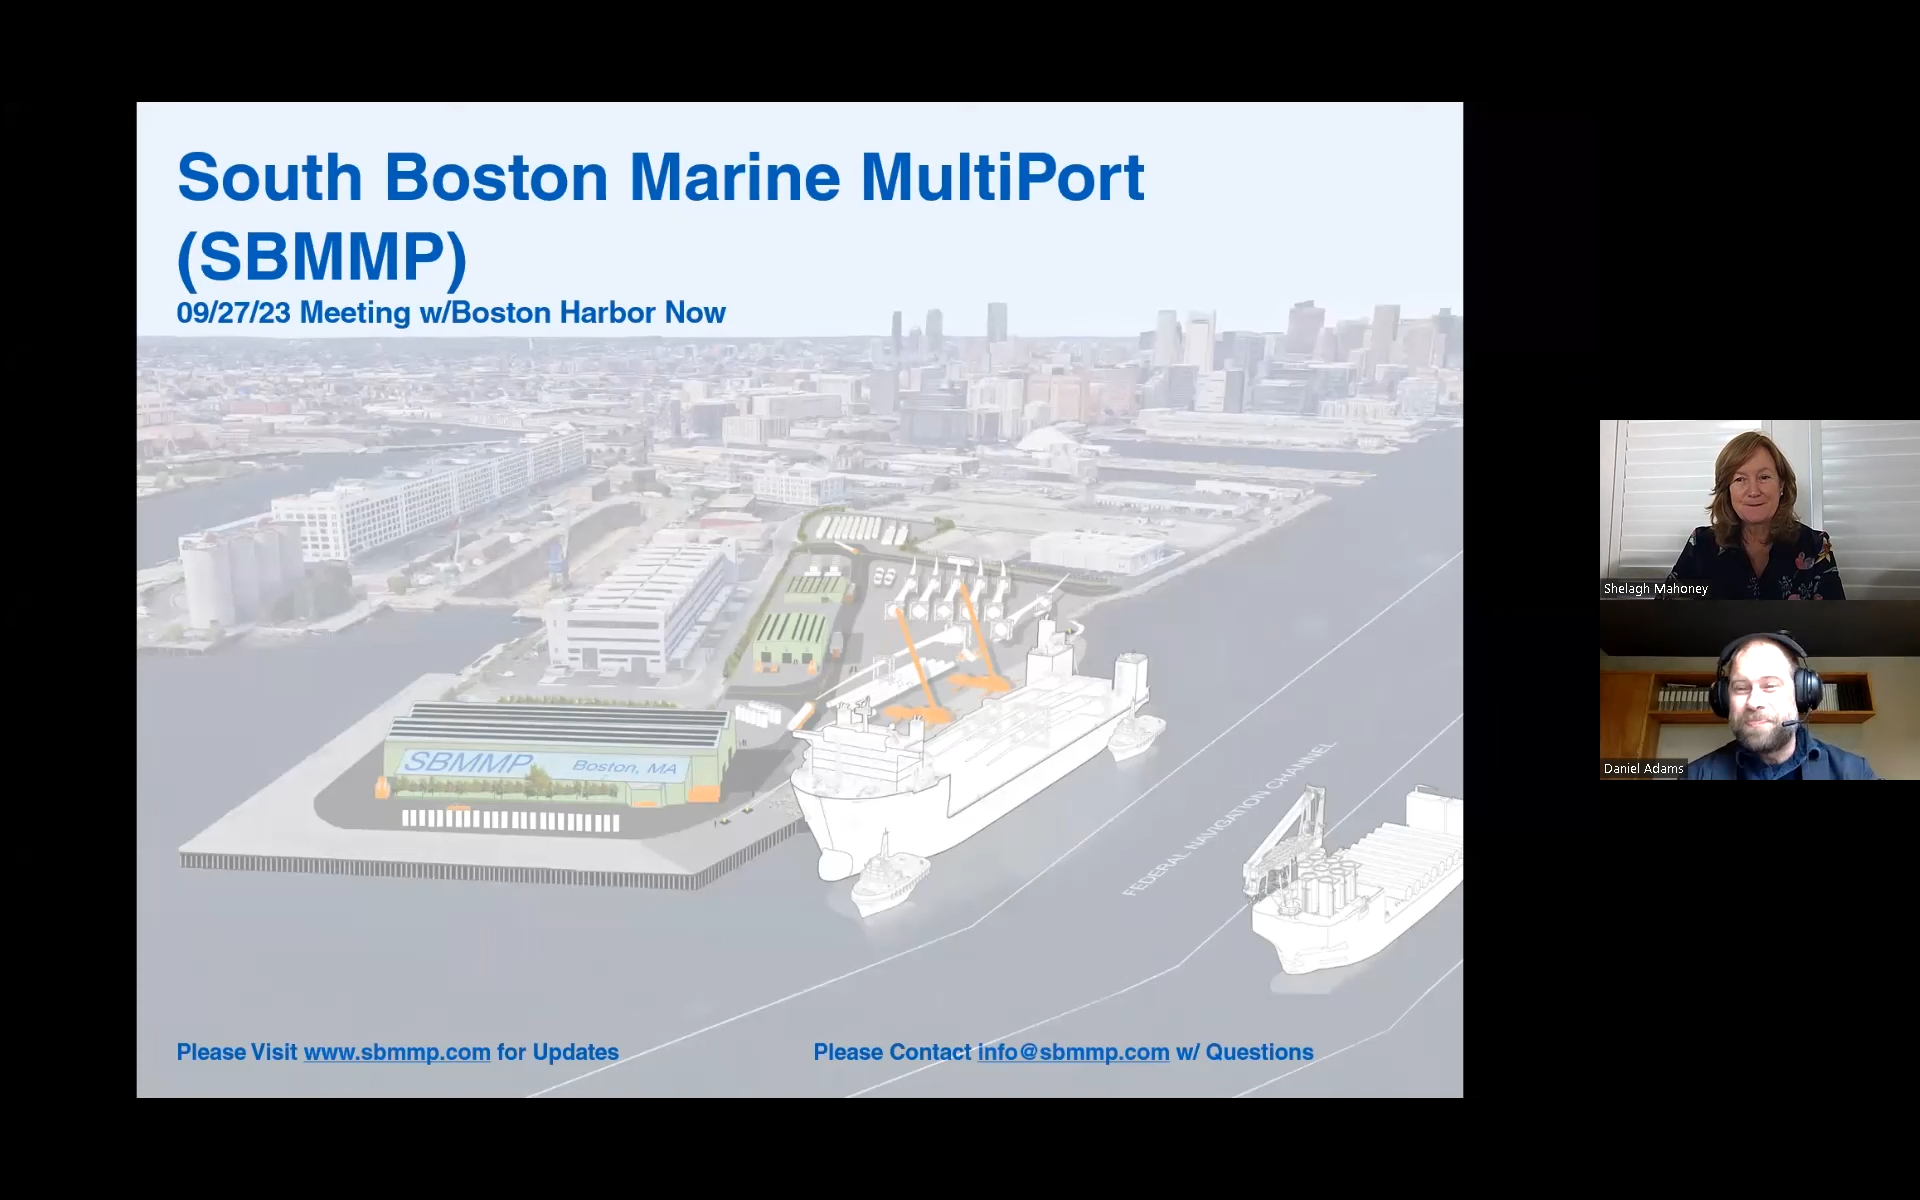 South Boston Marine MultiPort
(SBMMP)
09/27/23 Meeting w/Boston Harbor Now
SBMMP Boston, MA
FEDERAL NAVIGATION CHANNEL
Please Visit www.sbmmp.com for Updates
Please Contact info@sbmmp.com w/ Questions
Shelagh Mahoney
Daniel Adams